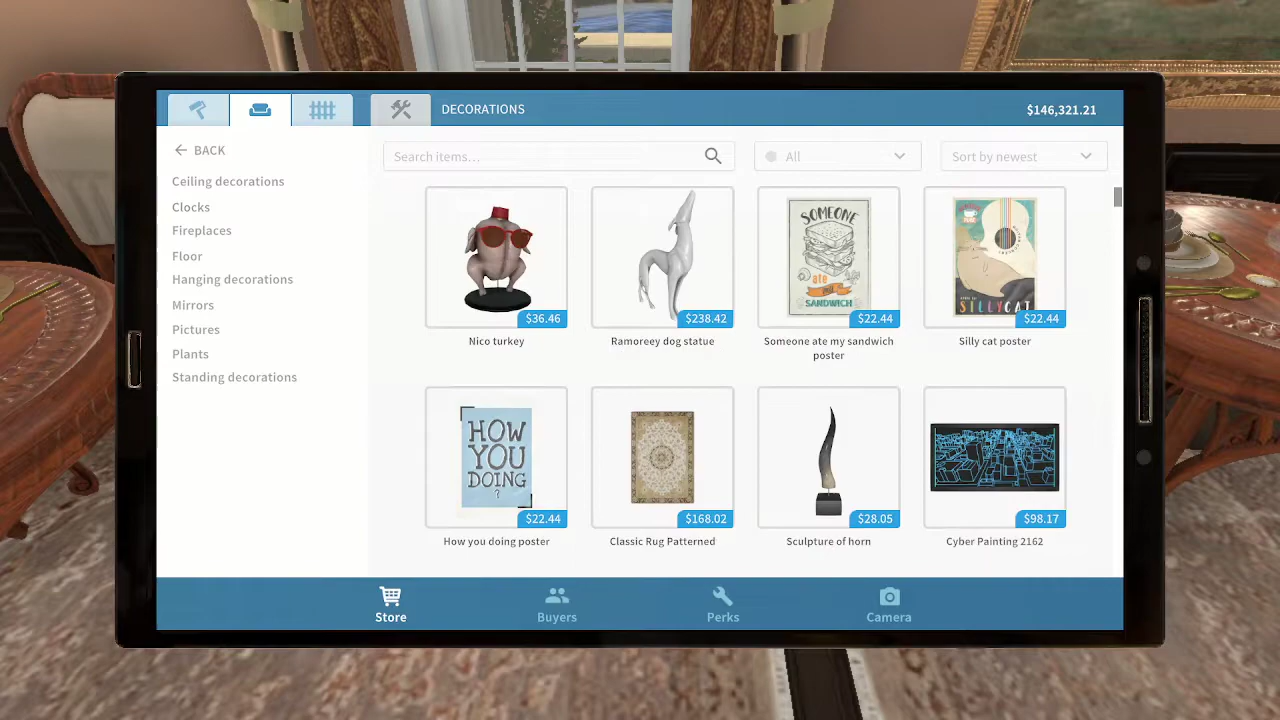 DECORATIONS
$146,321.21
BACK
Search items...
All
Sort by newest
Ceiling decorations
Clocks
Fireplaces
Floor
Hanging decorations
Mirrors
Pictures
Plants
Standing decorations
$36.46
Nico turkey
$238.42
Ramoreey dog statue
SOMEONE
ate
SANDWICH
$22.44
Someone ate my sandwich
poster
SILLYCAT
$22.44
Silly cat poster
HOW
YOU
DOING
?
$22.44
How you doing poster
$168.02
Classic Rug Patterned
$28.05
Sculpture of horn
$98.17
Cyber Painting 2162
Store
Buyers
Perks
Camera